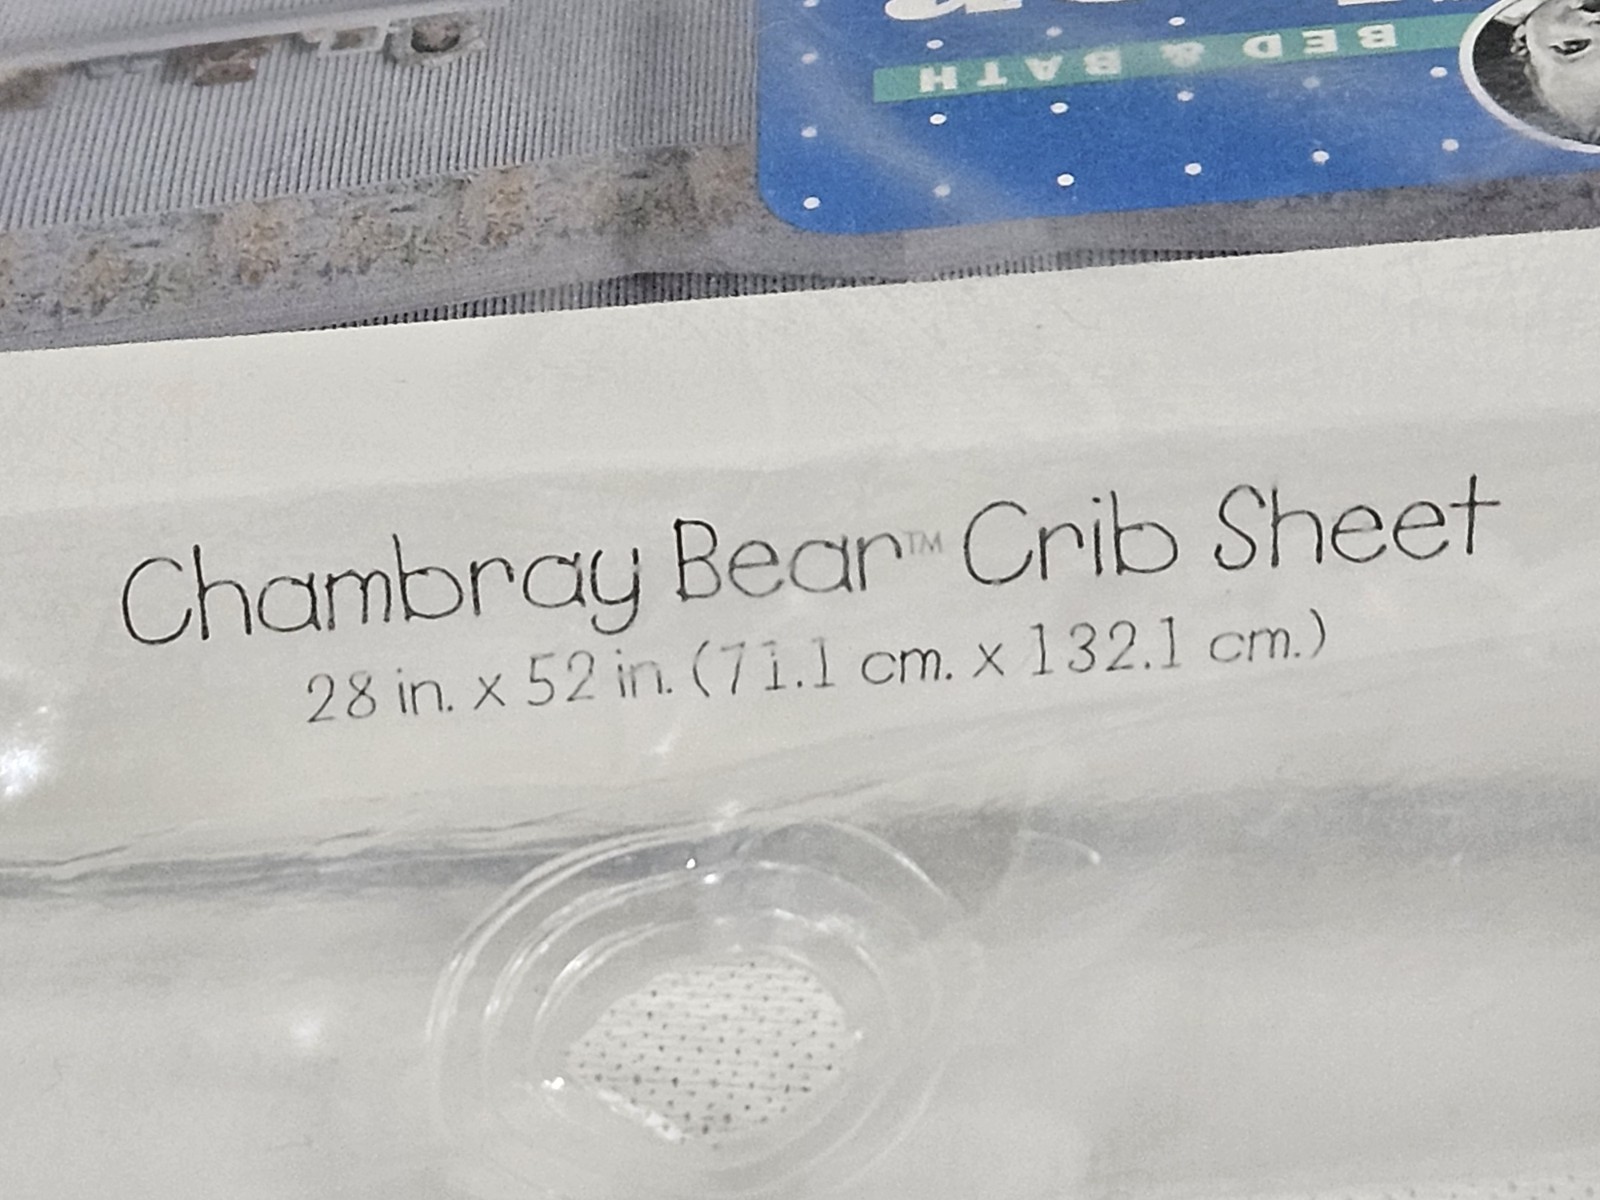 BED & BATH
Chambray Bear™ Crib Sheet
28 in. x 52 in. (71.1 cm. x 132.1 cm.)